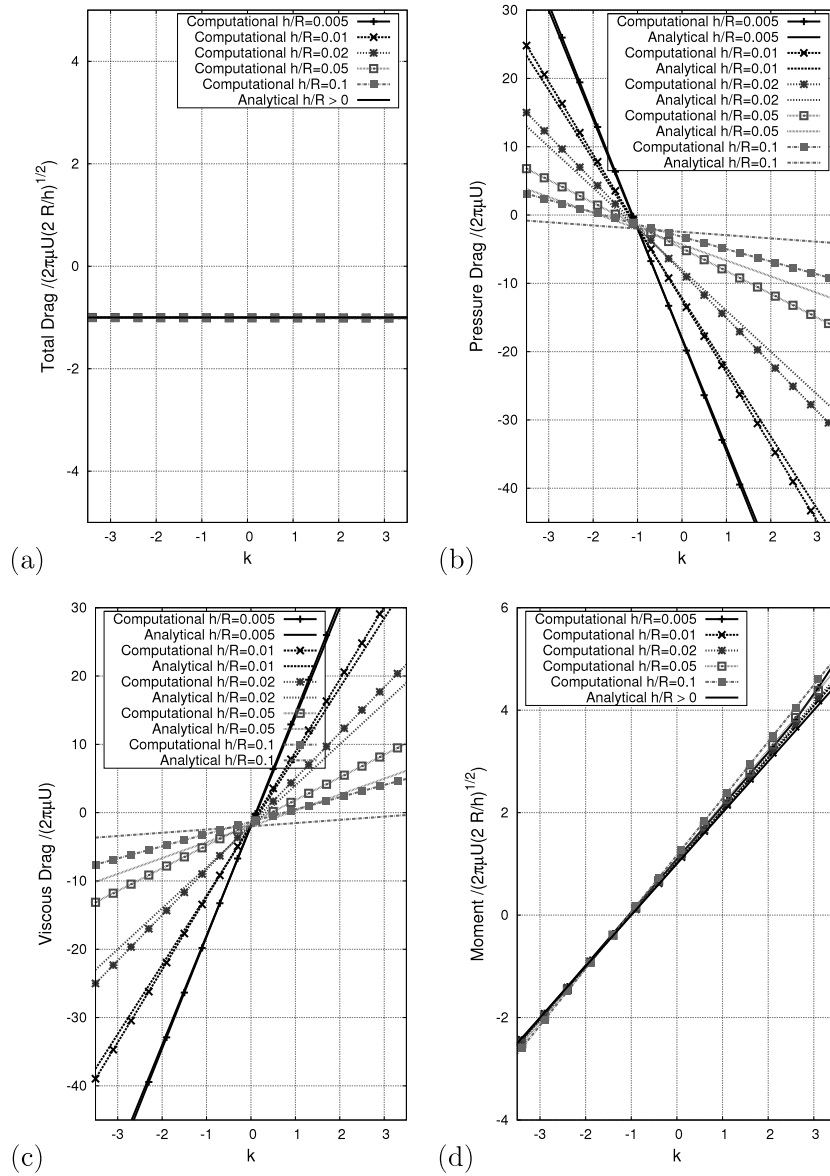 Computational h/R=0.005
Computational h/R=0.01
Computational h/R=0.02
Computational h/R=0.05
Computational h/R=0.1
Analytical h/R > 0
4
2
0
-2
-4
Total Drag /(2πμU(2 R/h)^1/2)
-3 -2 -1 0 1 2 3
k
(a)
Computational h/R=0.005
Analytical h/R=0.005
Computational h/R=0.01
Analytical h/R=0.01
Computational h/R=0.02
Analytical h/R=0.02
Computational h/R=0.05
Analytical h/R=0.05
Computational h/R=0.1
Analytical h/R=0.1
30
20
10
0
-10
-20
-30
-40
Pressure Drag /(2πμU)
-3 -2 -1 0 1 2 3
k
(b)
Computational h/R=0.005
Analytical h/R=0.005
Computational h/R=0.01
Analytical h/R=0.01
Computational h/R=0.02
Analytical h/R=0.02
Computational h/R=0.05
Analytical h/R=0.05
Computational h/R=0.1
Analytical h/R=0.1
30
20
10
0
-10
-20
-30
-40
Viscous Drag /(2πμU)
-3 -2 -1 0 1 2 3
k
(c)
Computational h/R=0.005
Computational h/R=0.01
Computational h/R=0.02
Computational h/R=0.05
Computational h/R=0.1
Analytical h/R > 0
6
4
2
0
-2
-4
Moment /(2πμU(2 R/h)^1/2)
-3 -2 -1 0 1 2 3
k
(d)